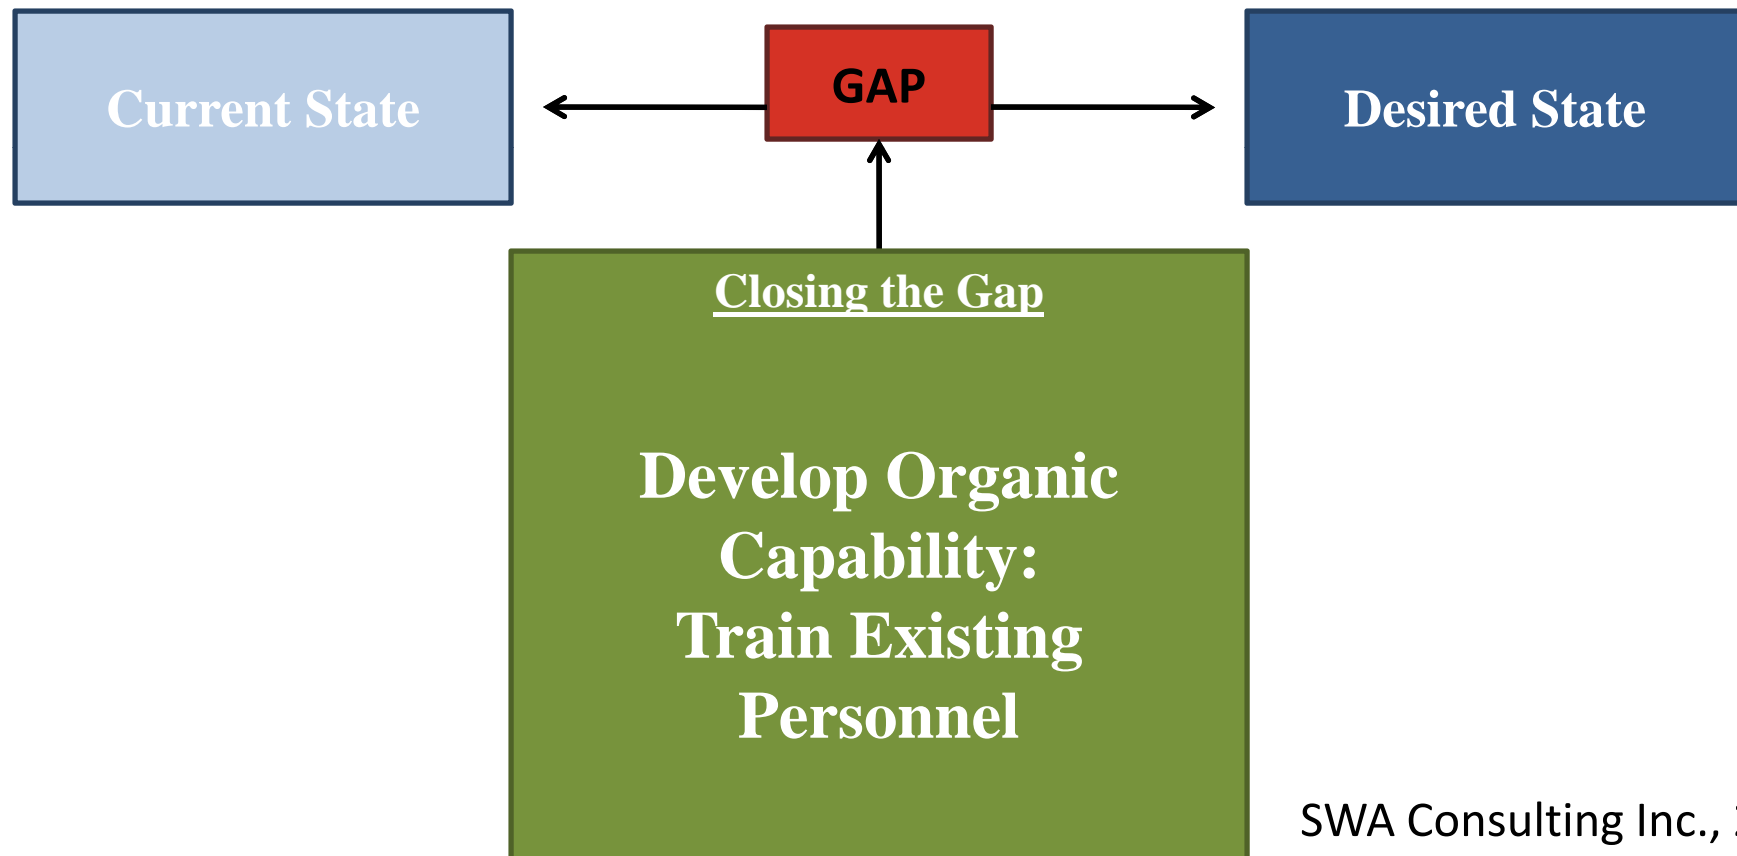 Current State
GAP
Desired State
Closing the Gap
Develop Organic
Capability:
Train Existing
Personnel
SWA Consulting Inc.,